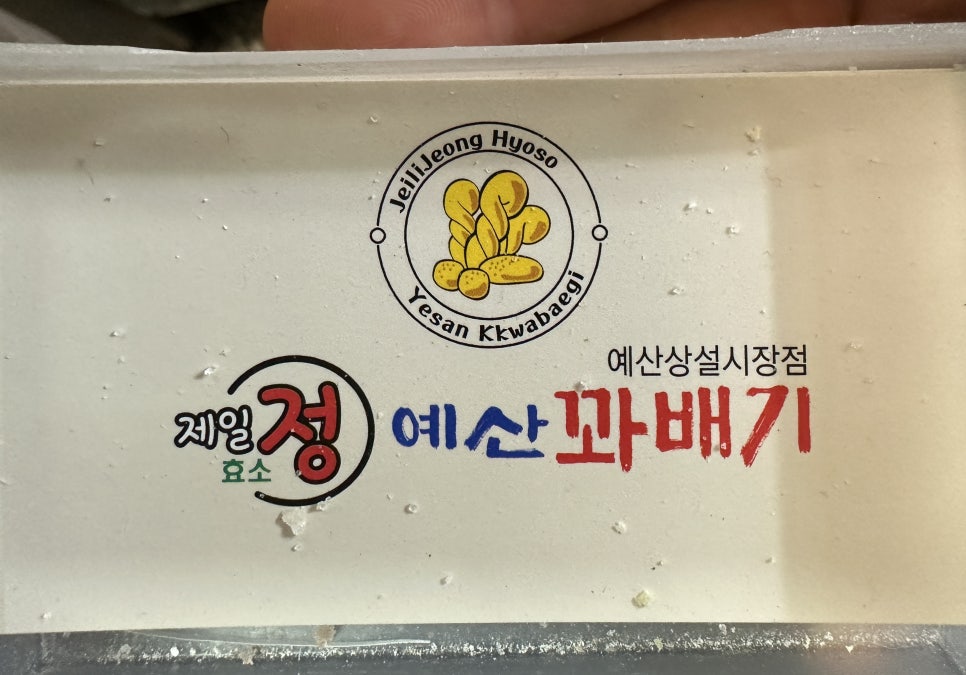 JeiliJeong Hyoso
Yesan Kkwabaegi
예산상설시장점
제일 정 예산 꽈배기
효소